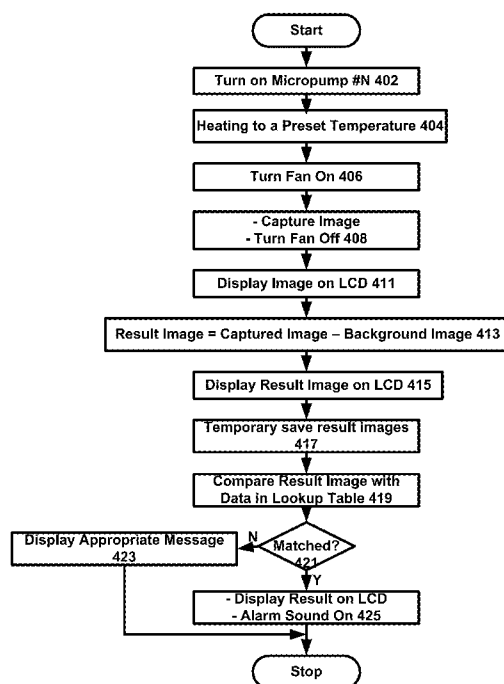 Start
Turn on Micropump #N 402
Heating to a Preset Temperature 404
Turn Fan On 406
- Capture Image
- Turn Fan Off 408
Display Image on LCD 411
Result Image = Captured Image – Background Image 413
Display Result Image on LCD 415
Temporary save result images
417
Compare Result Image with
Data in Lookup Table 419
Matched?
421
N
Display Appropriate Message
423
Y
- Display Result on LCD
- Alarm Sound On 425
Stop